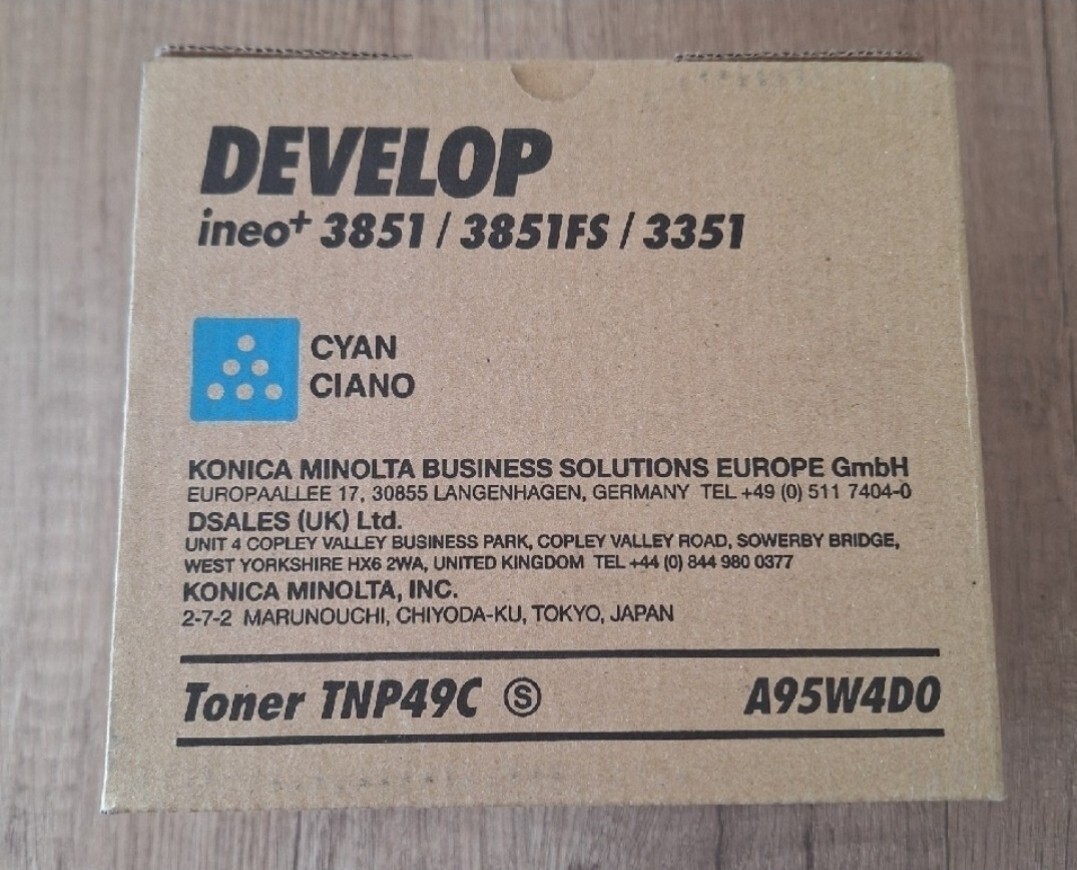 DEVELOP
ineo+ 3851 / 3851FS / 3351
CYAN
CIANO
KONICA MINOLTA BUSINESS SOLUTIONS EUROPE GmbH
EUROPAALLEE 17, 30855 LANGENHAGEN, GERMANY TEL +49 (0) 511 7404-0
DSALES (UK) Ltd.
UNIT 4 COPLEY VALLEY BUSINESS PARK, COPLEY VALLEY ROAD, SOWERBY BRIDGE,
WEST YORKSHIRE HX6 2WA, UNITED KINGDOM TEL +44 (0) 844 980 0377
KONICA MINOLTA, INC.
2-7-2 MARUNOUCHI, CHIYODA-KU, TOKYO, JAPAN
Toner TNP49C Ⓢ A95W4D0